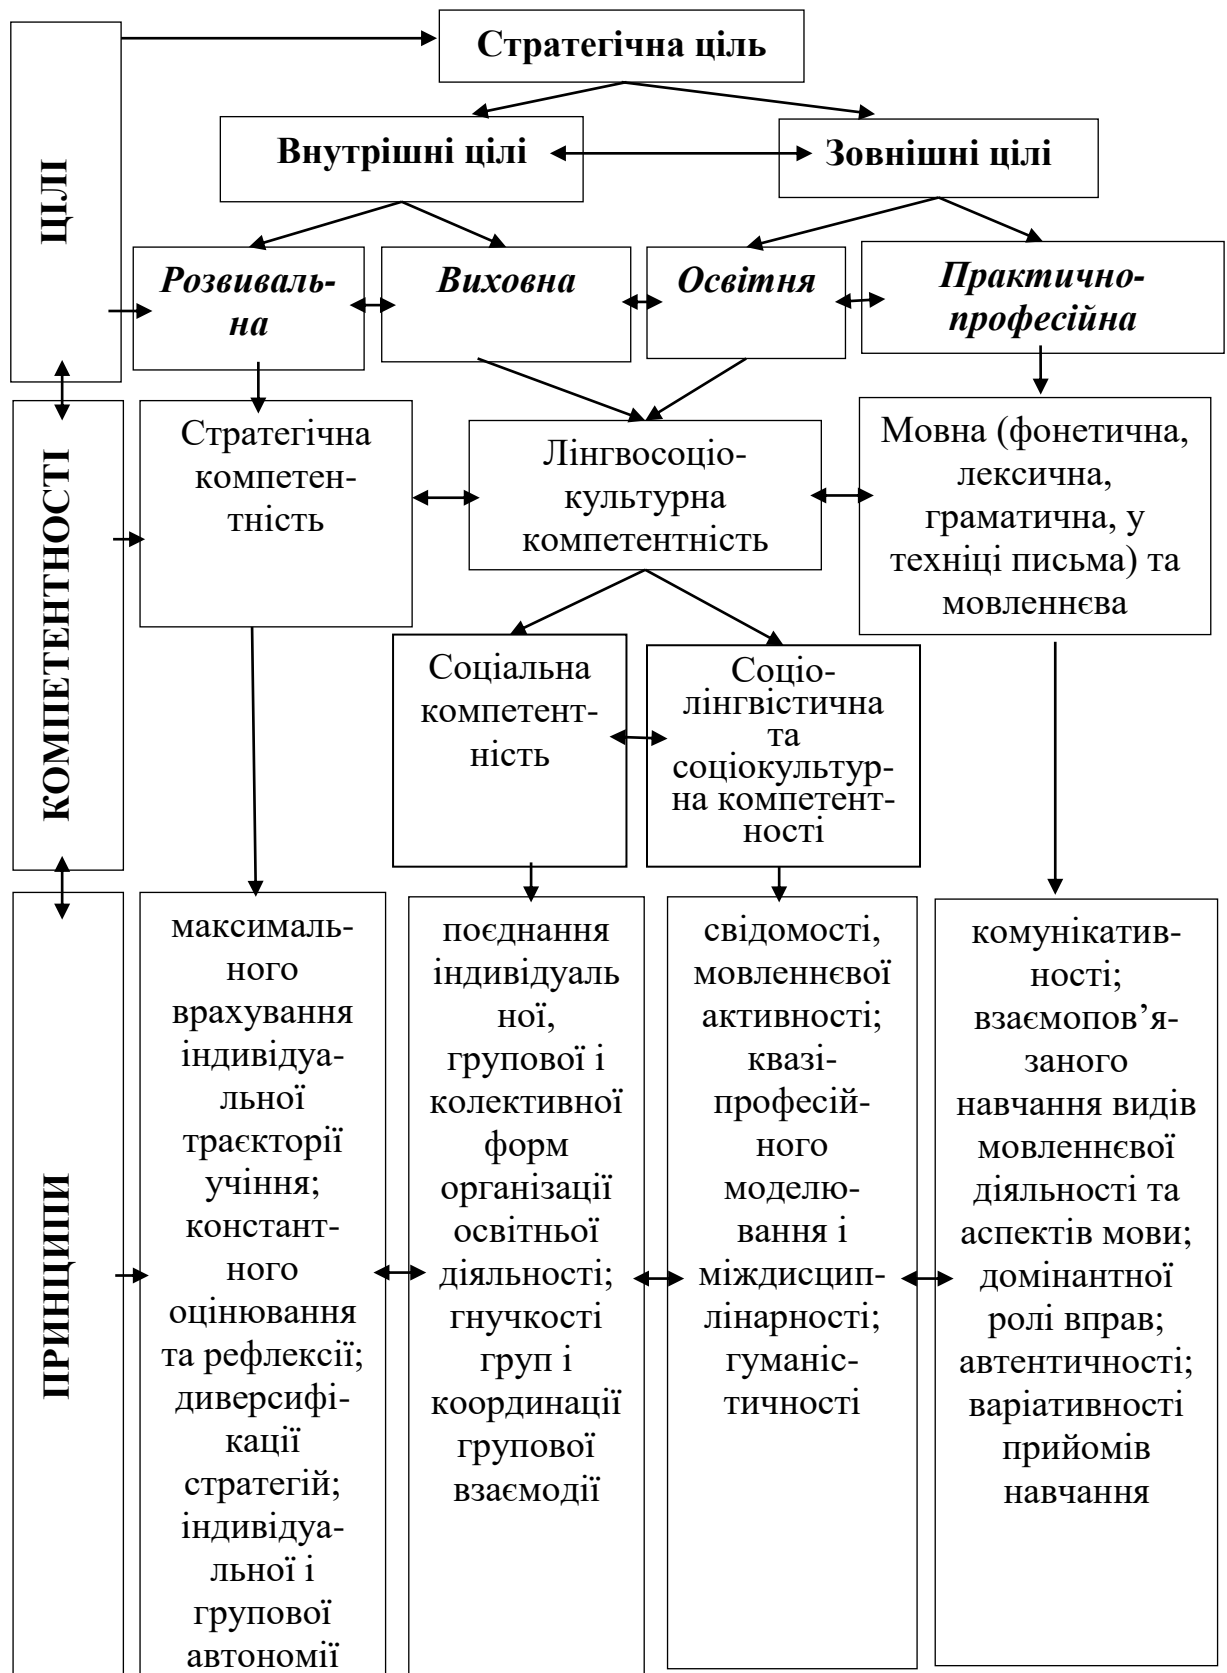 ЦІЛІ
Стратегічна ціль
Внутрішні цілі
Зовнішні цілі
Розвиваль-
на
Виховна
Освітня
Практично-
професійна
КОМПЕТЕНТНОСТІ
Стратегічна
компетен-
тність
Лінгвосоціо-
культурна
компетентність
Мовна (фонетична,
лексична,
граматична, у
техніці письма) та
мовленнєва
Соціальна
компетент-
ність
Соціо-
лінгвістична
та
соціокультур-
на компетент-
ності
ПРИНЦИПИ
максималь-
ного
врахування
індивідуа-
льної
траєкторії
учіння;
констант-
ного
оцінювання
та рефлексії;
диверсифі-
кації
стратегій;
індивідуа-
льної і
групової
автономії
поєднання
індивідуаль
ної,
групової і
колективної
форм
організації
освітньої
діяльності;
гнучкості
груп і
координації
групової
взаємодії
свідомості,
мовленнєвої
активності;
квазі-
професій-
ного
моделю-
вання і
міждисцип-
лінарності;
гуманіс-
тичності
комунікатив-
ності;
взаємопов’я-
заного
навчання видів
мовленнєвої
діяльності та
аспектів мови;
домінантної
ролі вправ;
автентичності;
варіативності
прийомів
навчання